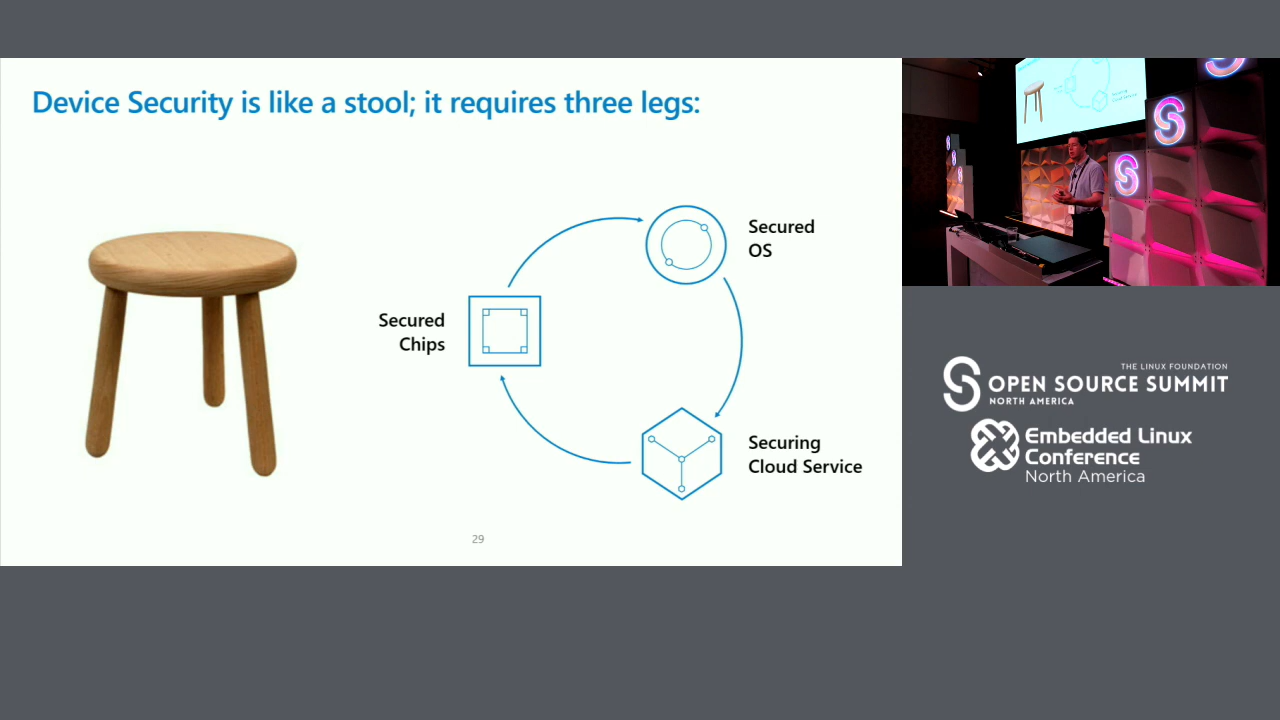 Device Security is like a stool; it requires three legs:
Secured
OS
Secured
Chips
Securing
Cloud Service
29
THE LINUX FOUNDATION
OPEN SOURCE SUMMIT
NORTH AMERICA
Embedded Linux
Conference
North America